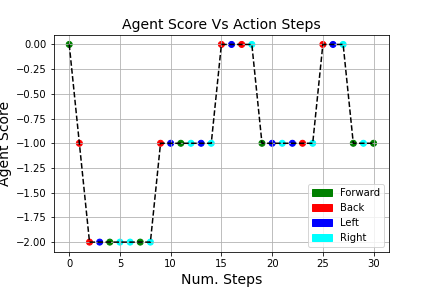 Agent Score Vs Action Steps
Agent Score
0.00
−0.25
−0.50
−0.75
−1.00
−1.25
−1.50
−1.75
−2.00
Forward
Back
Left
Right
0 5 10 15 20 25 30
Num. Steps